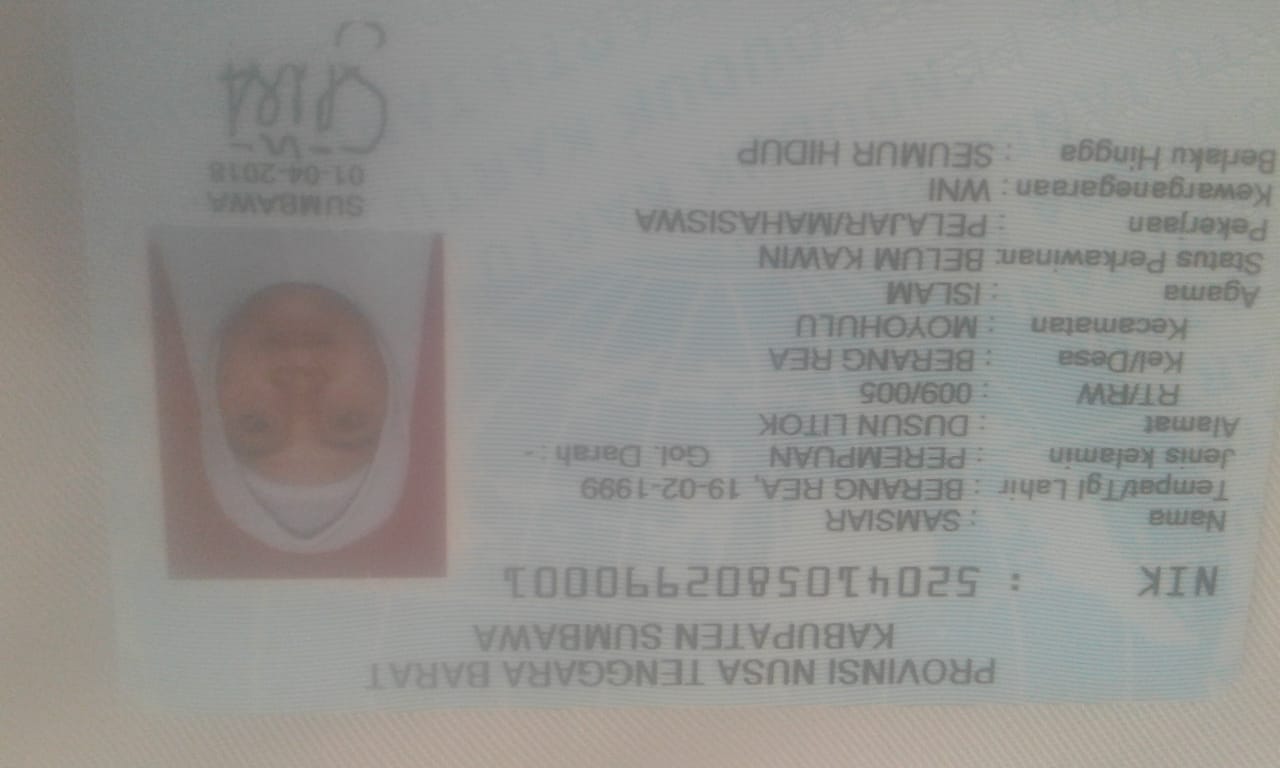 PROVINSI NUSA TENGGARA BARAT
KABUPATEN SUMBAWA
NIK : 5204105802990001
Nama : SAMSIAR
Tempat/Tgl Lahir : BERANG REA, 19-02-1999
Jenis kelamin : PEREMPUAN Gol. Darah : -
Alamat : DUSUN LITOK
RT/RW : 009/005
Kel/Desa : BERANG REA
Kecamatan : MOYOHULU
Agama : ISLAM
Status Perkawinan: BELUM KAWIN
Pekerjaan : PELAJAR/MAHASISWA
Kewarganegaraan : WNI
Berlaku Hingga : SEUMUR HIDUP
SUMBAWA
01-04-2018